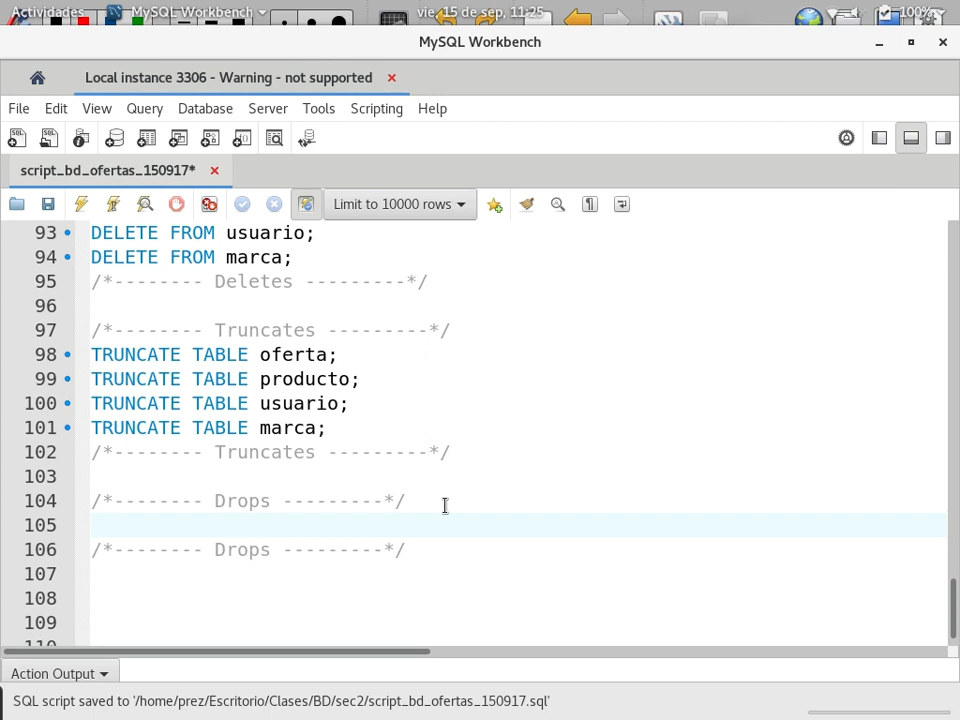 Actividades MySQL Workbench vie, 15 de sep, 11:25 100%
MySQL Workbench
Local instance 3306 - Warning - not supported
File Edit View Query Database Server Tools Scripting Help
script_bd_ofertas_150917*
Limit to 10000 rows
93 DELETE FROM usuario;
94 DELETE FROM marca;
95 /*-------- Deletes ---------*/
96
97 /*-------- Truncates ---------*/
98 TRUNCATE TABLE oferta;
99 TRUNCATE TABLE producto;
100 TRUNCATE TABLE usuario;
101 TRUNCATE TABLE marca;
102 /*-------- Truncates ---------*/
103
104 /*-------- Drops ---------*/
105
106 /*-------- Drops ---------*/
107
108
109
110
Action Output
SQL script saved to '/home/prez/Escritorio/Clases/BD/sec2/script_bd_ofertas_150917.sql'